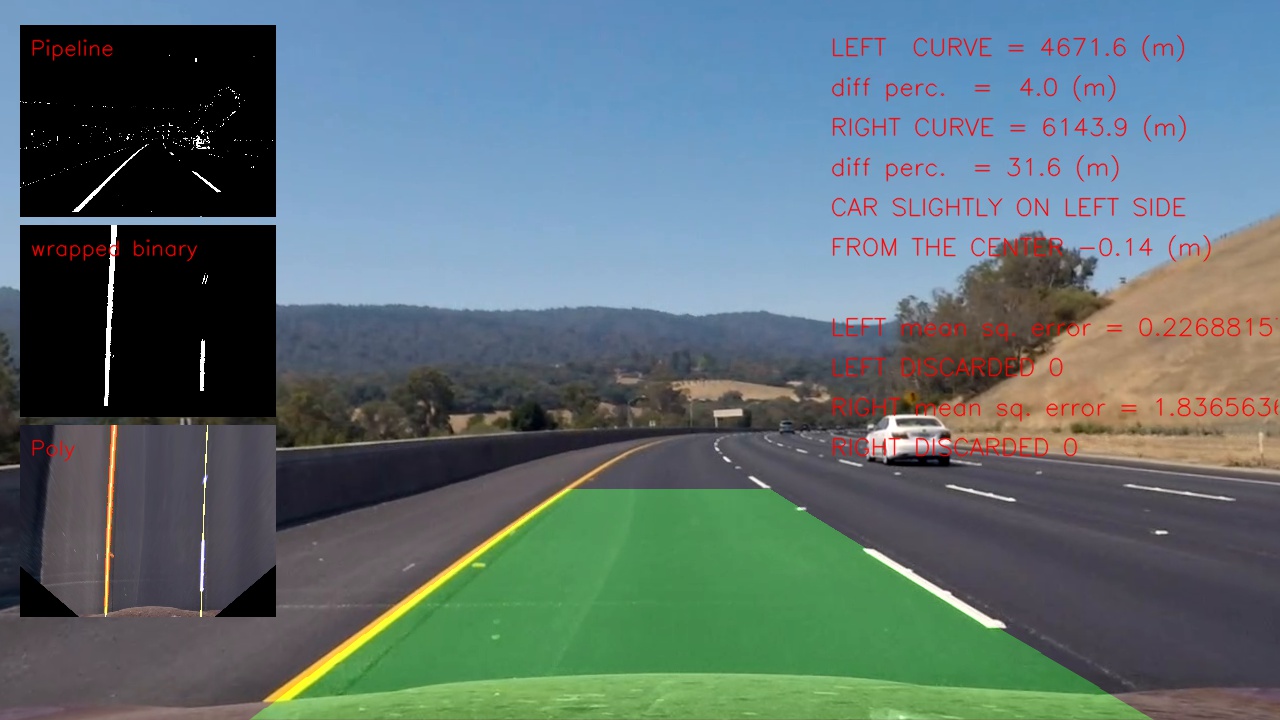 Pipeline
wrapped binary
Poly
LEFT CURVE = 4671.6 (m)
diff perc. = 4.0 (m)
RIGHT CURVE = 6143.9 (m)
diff perc. = 31.6 (m)
CAR SLIGHTLY ON LEFT SIDE
FROM THE CENTER −0.14 (m)
LEFT mean sq. error = 0.2268815
LEFT DISCARDED 0
RIGHT mean sq. error = 1.836563
RIGHT DISCARDED 0